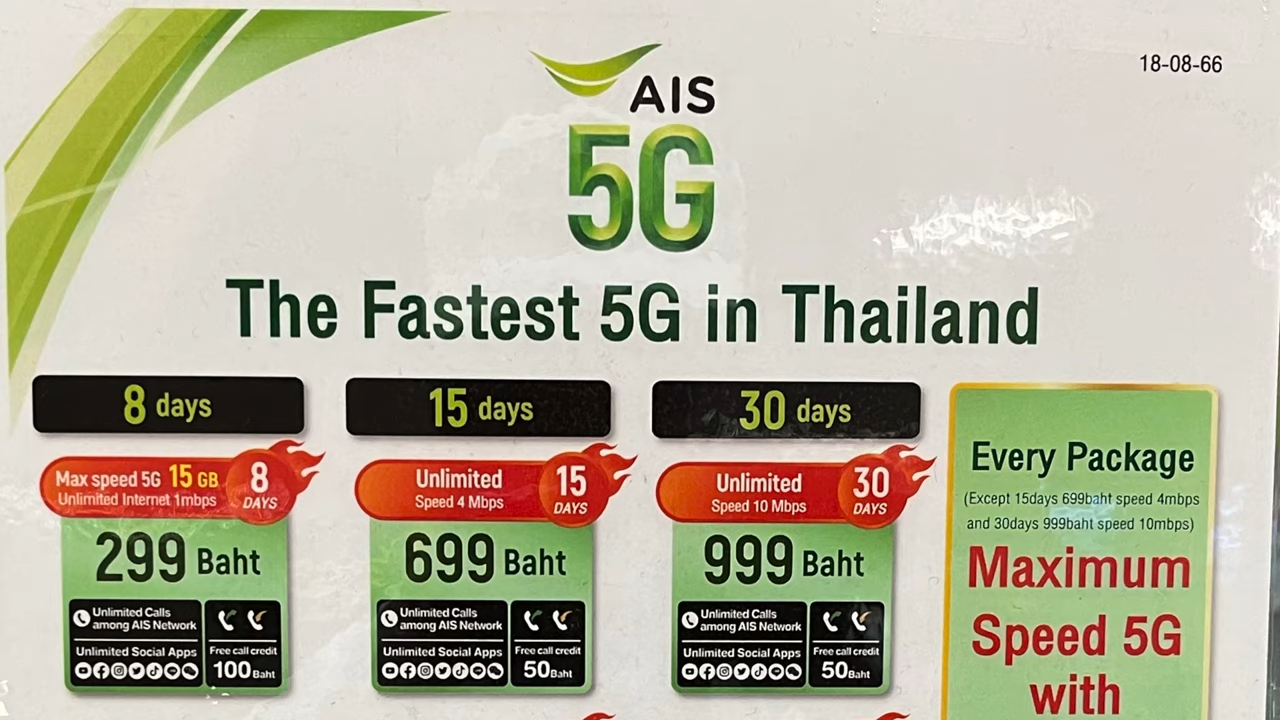 18-08-66
AIS
5G
The Fastest 5G in Thailand
8 days
Max speed 5G 15 GB
Unlimited Internet 1mbps
8
DAYS
299 Baht
Unlimited Calls
among AIS Network
Unlimited Social Apps
Free call credit
100 Baht
15 days
Unlimited
Speed 4 Mbps
15
DAYS
699 Baht
Unlimited Calls
among AIS Network
Unlimited Social Apps
Free call credit
50 Baht
30 days
Unlimited
Speed 10 Mbps
30
DAYS
999 Baht
Unlimited Calls
among AIS Network
Unlimited Social Apps
Free call credit
50 Baht
Every Package
(Except 15days 699baht speed 4mbps
and 30days 999baht speed 10mbps)
Maximum
Speed 5G
with